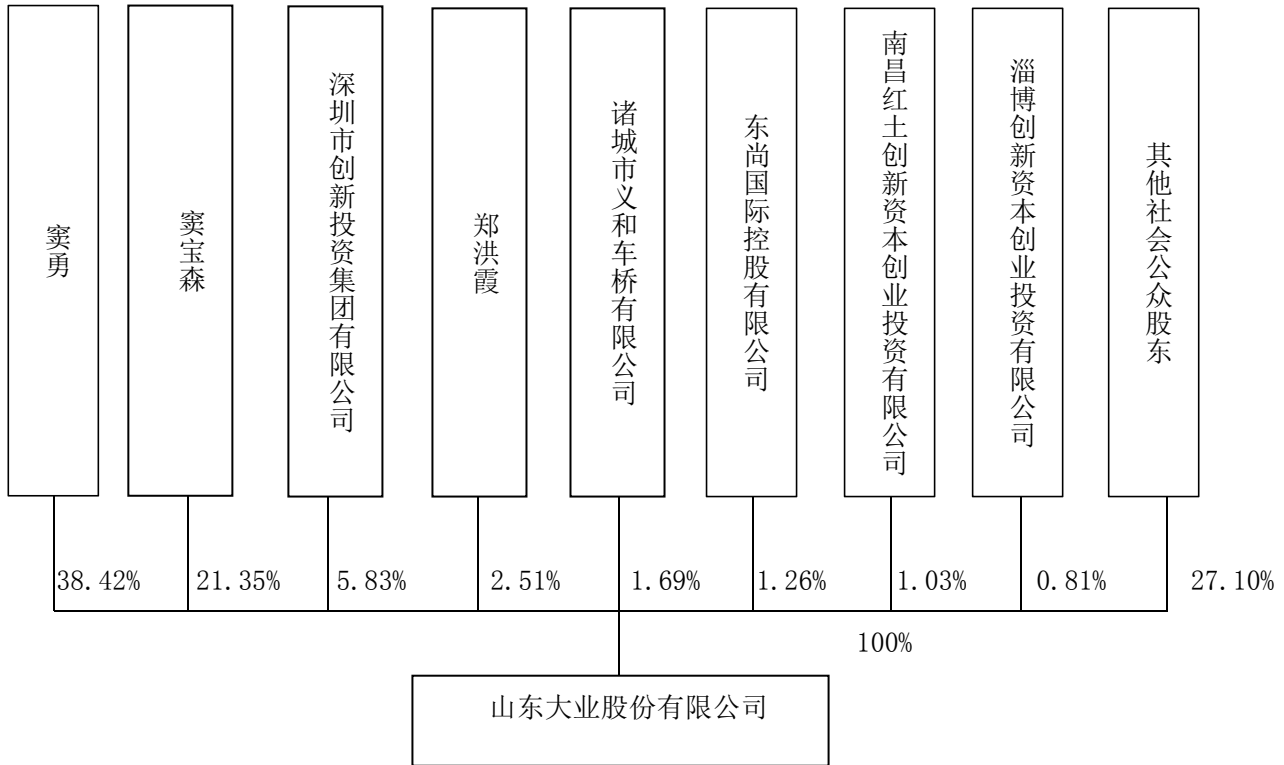 窦勇
窦宝森
深圳市创新投资集团有限公司
郑洪霞
诸城市义和车桥有限公司
东尚国际控股有限公司
南昌红土创新资本创业投资有限公司
淄博创新资本创业投资有限公司
其他社会公众股东
38.42% 21.35% 5.83% 2.51% 1.69% 1.26% 1.03% 0.81% 27.10%
100%
山东大业股份有限公司